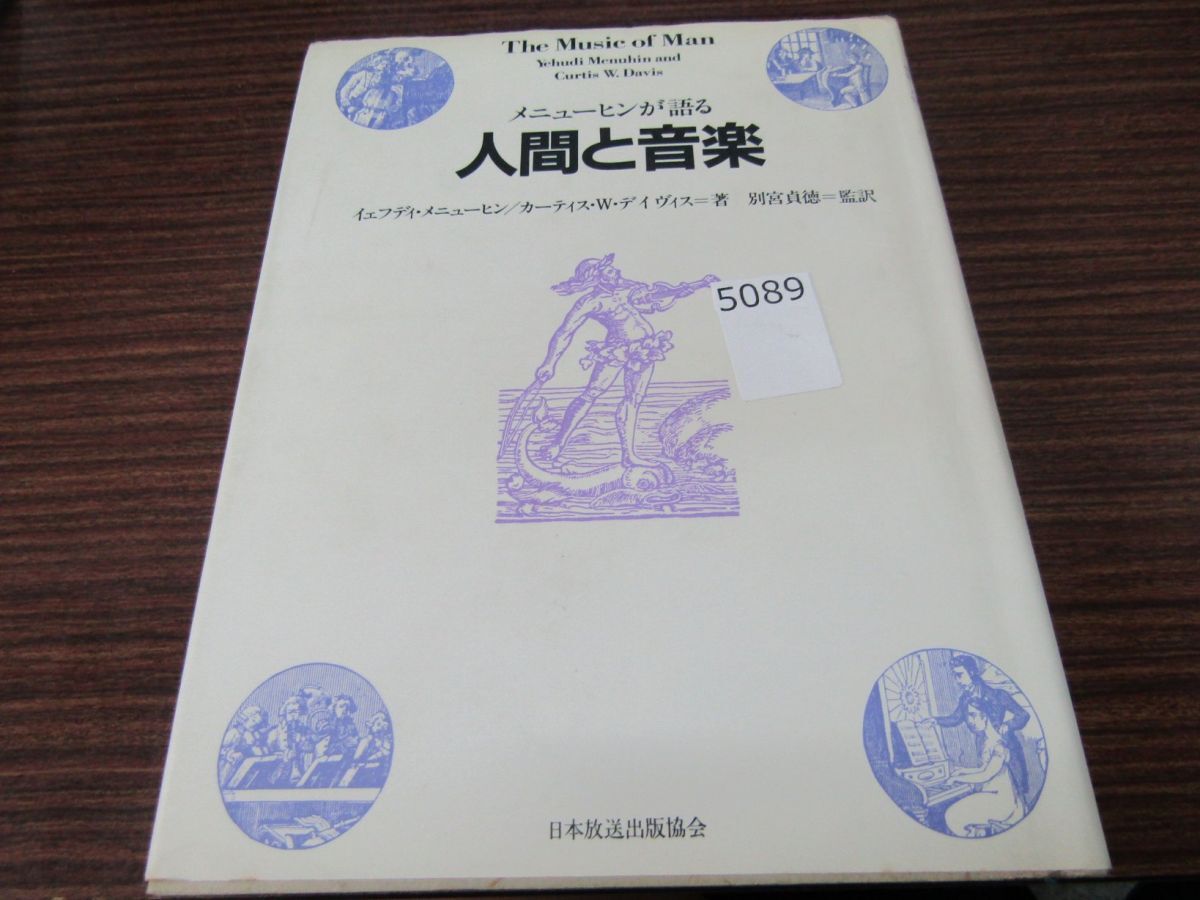 The Music of Man
Yehudi Menuhin and
Curtis W. Davis
メニューヒンが語る
人間と音楽
イェフディ・メニューヒン/カーティス・W・デイヴィス=著 別宮貞徳=監訳
5089
日本放送出版協会